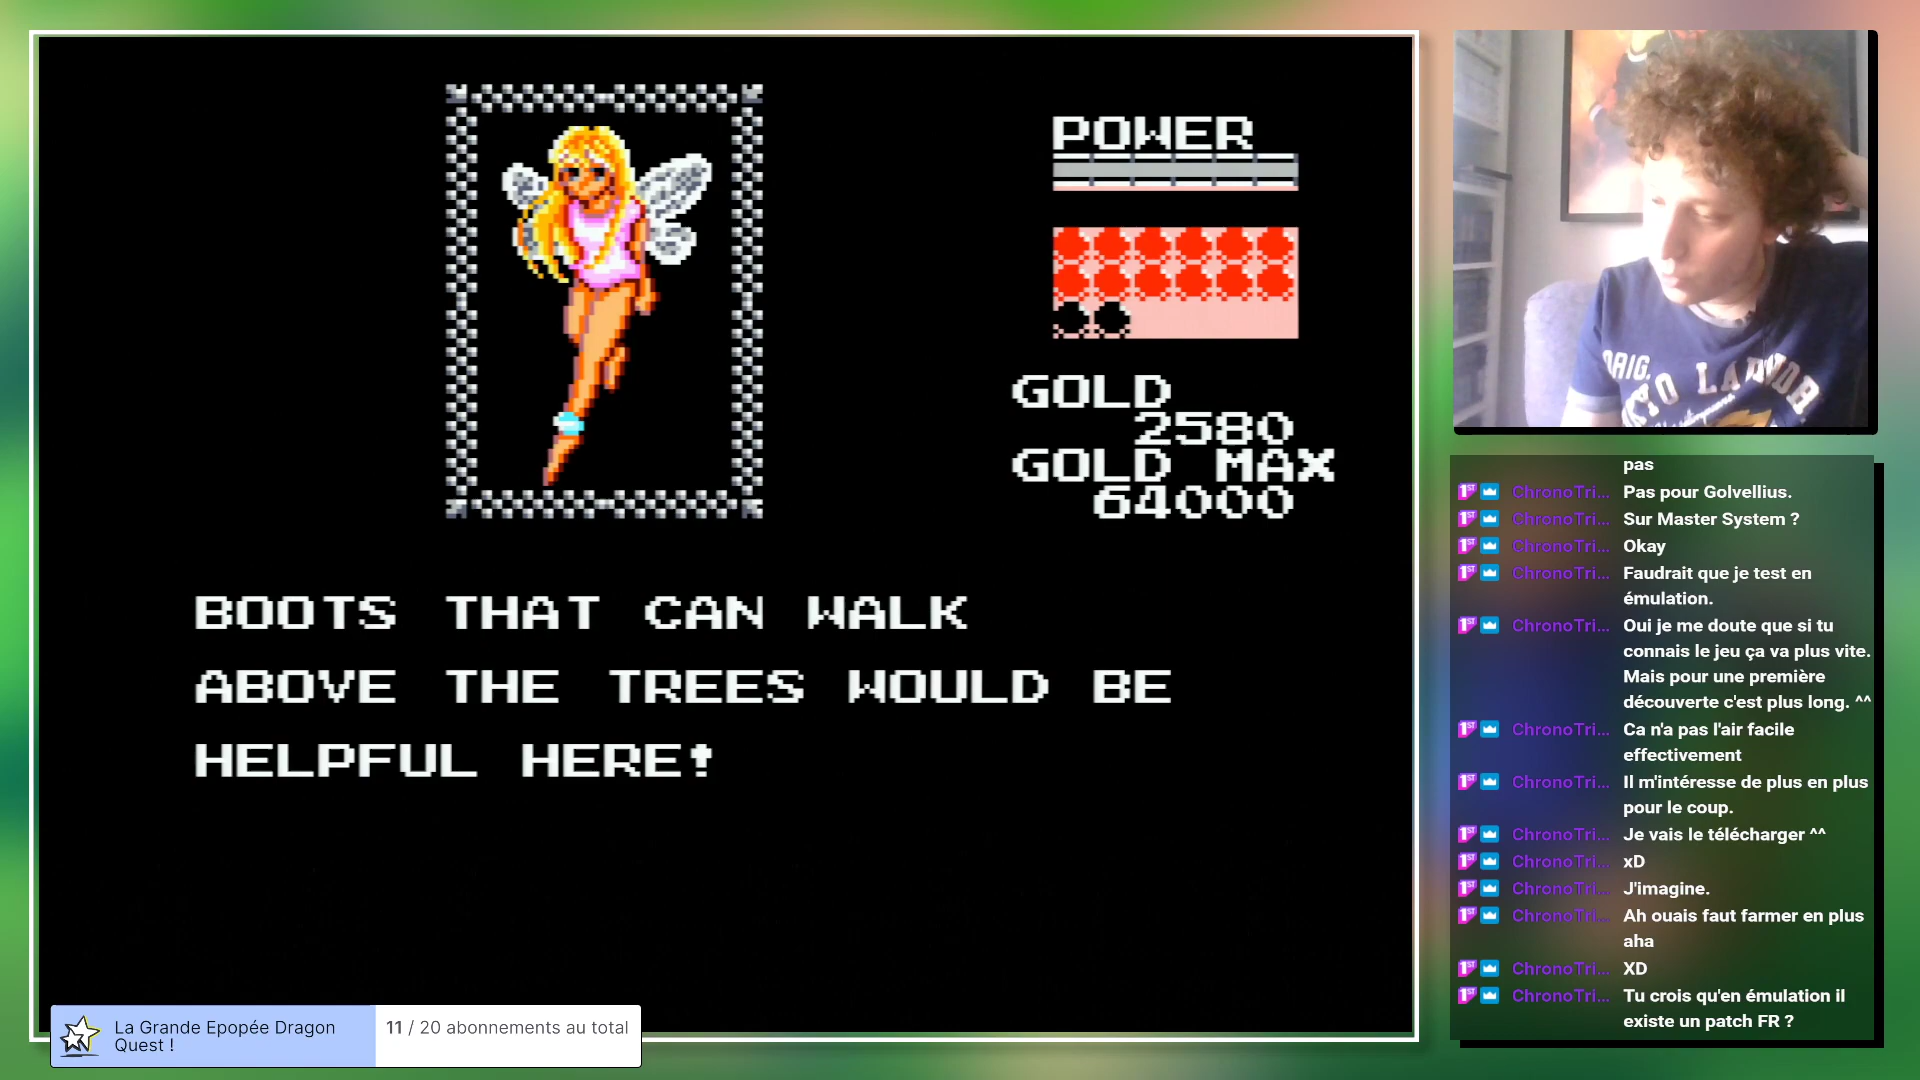 POWER
GOLD
2580
GOLD MAX
64000
BOOTS THAT CAN WALK
ABOVE THE TREES WOULD BE
HELPFUL HERE!
La Grande Epopée Dragon
Quest !
11 / 20 abonnements au total
ORIG.
pas
ChronoTri... Pas pour Golvellius.
ChronoTri... Sur Master System ?
ChronoTri... Okay
ChronoTri... Faudrait que je test en
émulation.
ChronoTri... Oui je me doute que si tu
connais le jeu ça va plus vite.
Mais pour une première
découverte c'est plus long. ^^
ChronoTri... Ca n'a pas l'air facile
effectivement
ChronoTri... Il m'intéresse de plus en plus
pour le coup.
ChronoTri... Je vais le télécharger ^^
ChronoTri... xD
ChronoTri... J'imagine.
ChronoTri... Ah ouais faut farmer en plus
aha
ChronoTri... XD
ChronoTri... Tu crois qu'en émulation il
existe un patch FR ?